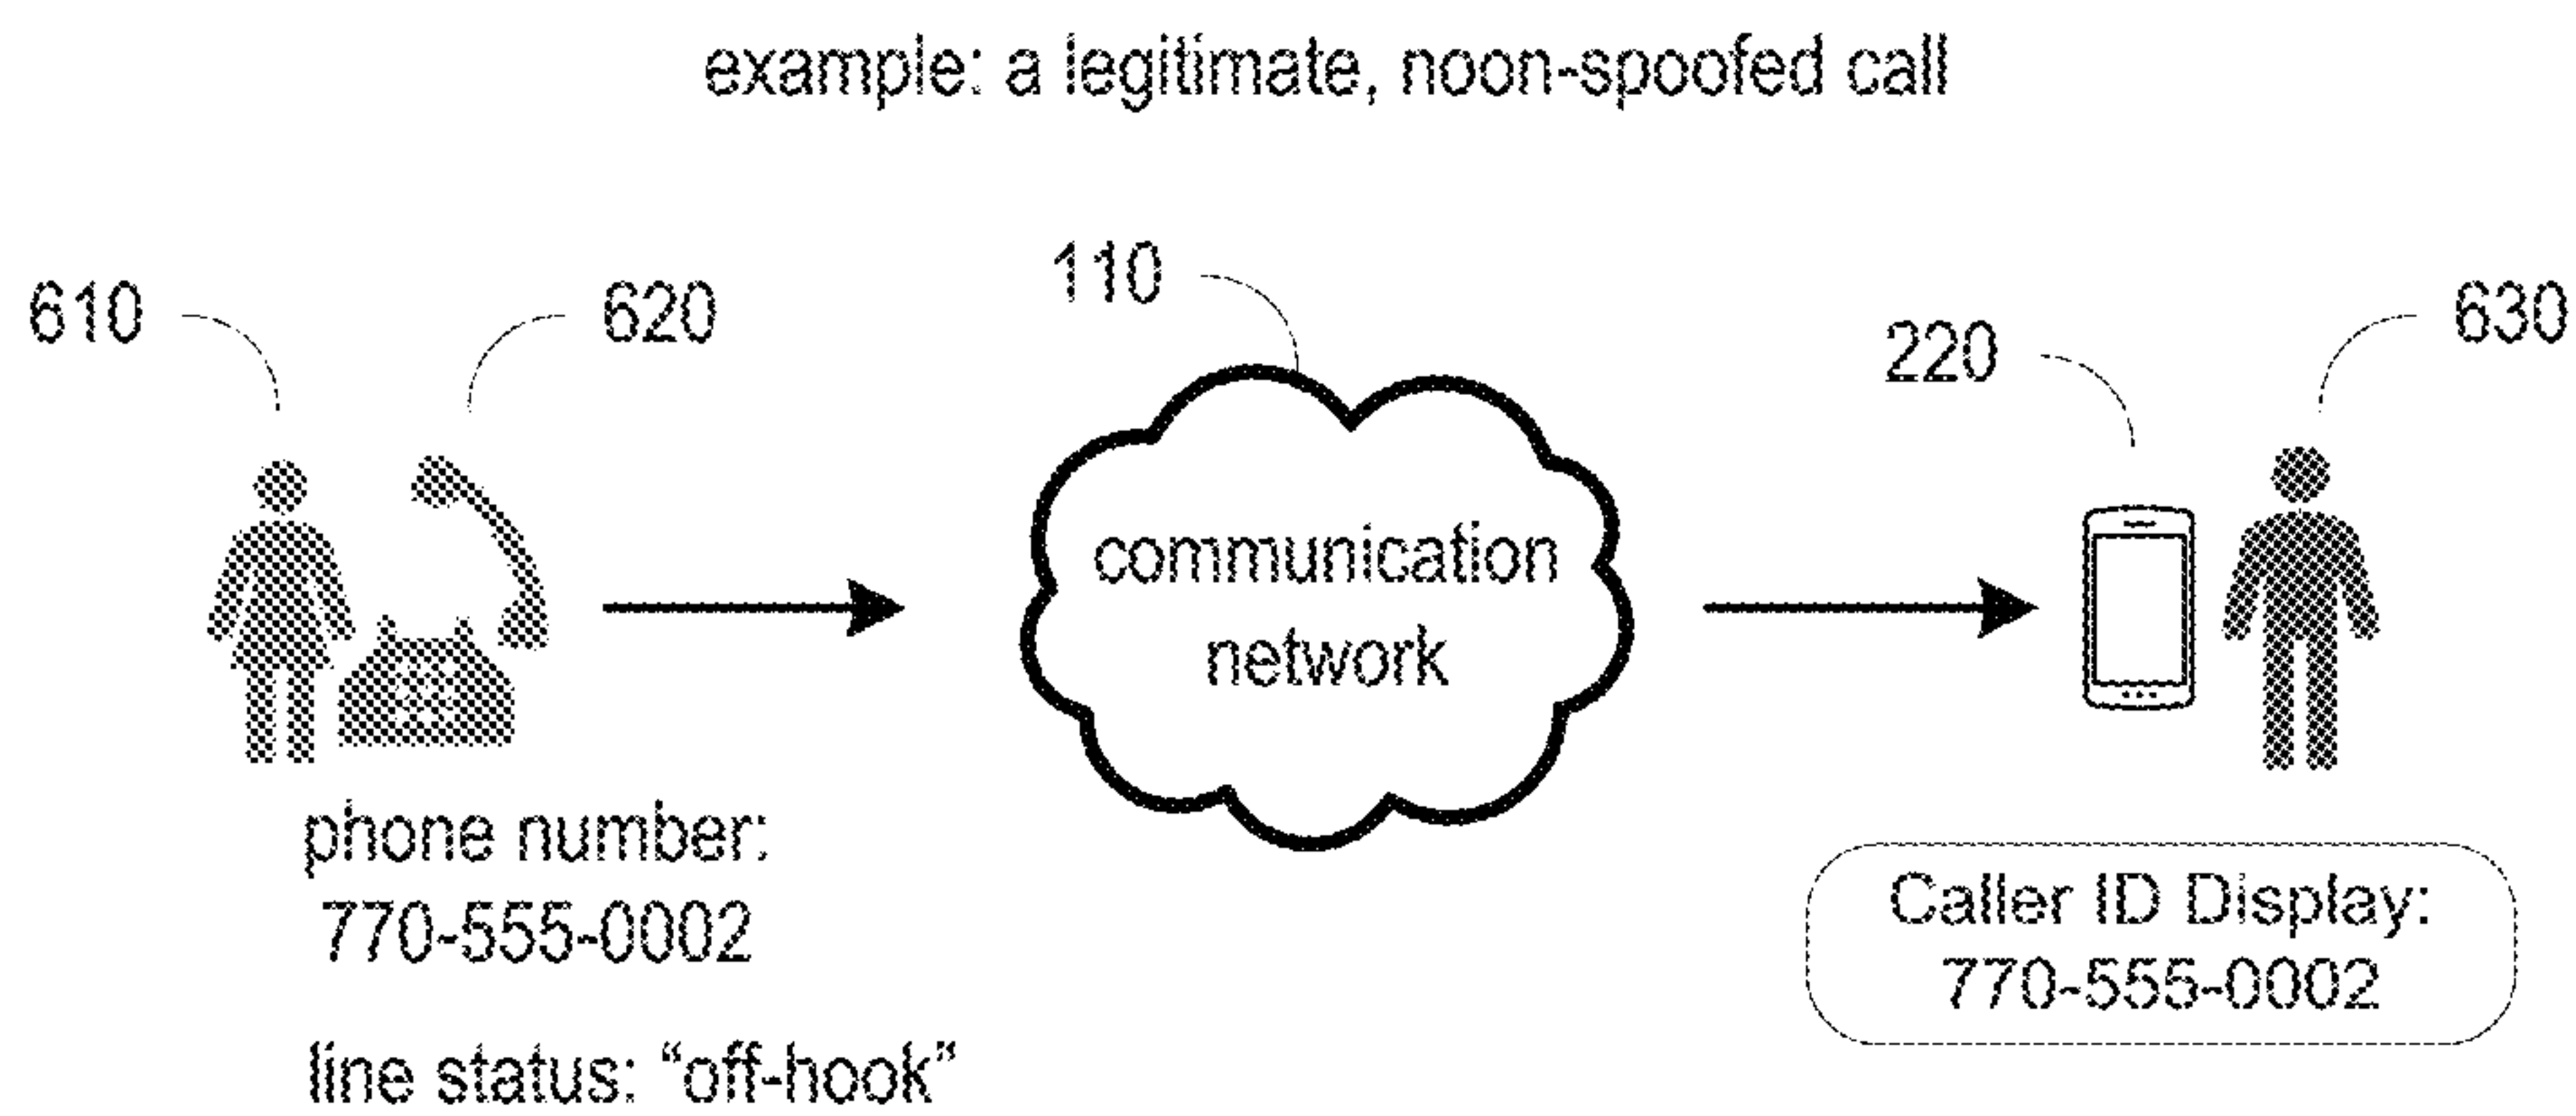 example: a legitimate, noon-spoofed call
110
610
620
220
630
communication
network
phone number:
770-555-0002
line status: “off-hook”
Caller ID Display:
770-555-0002